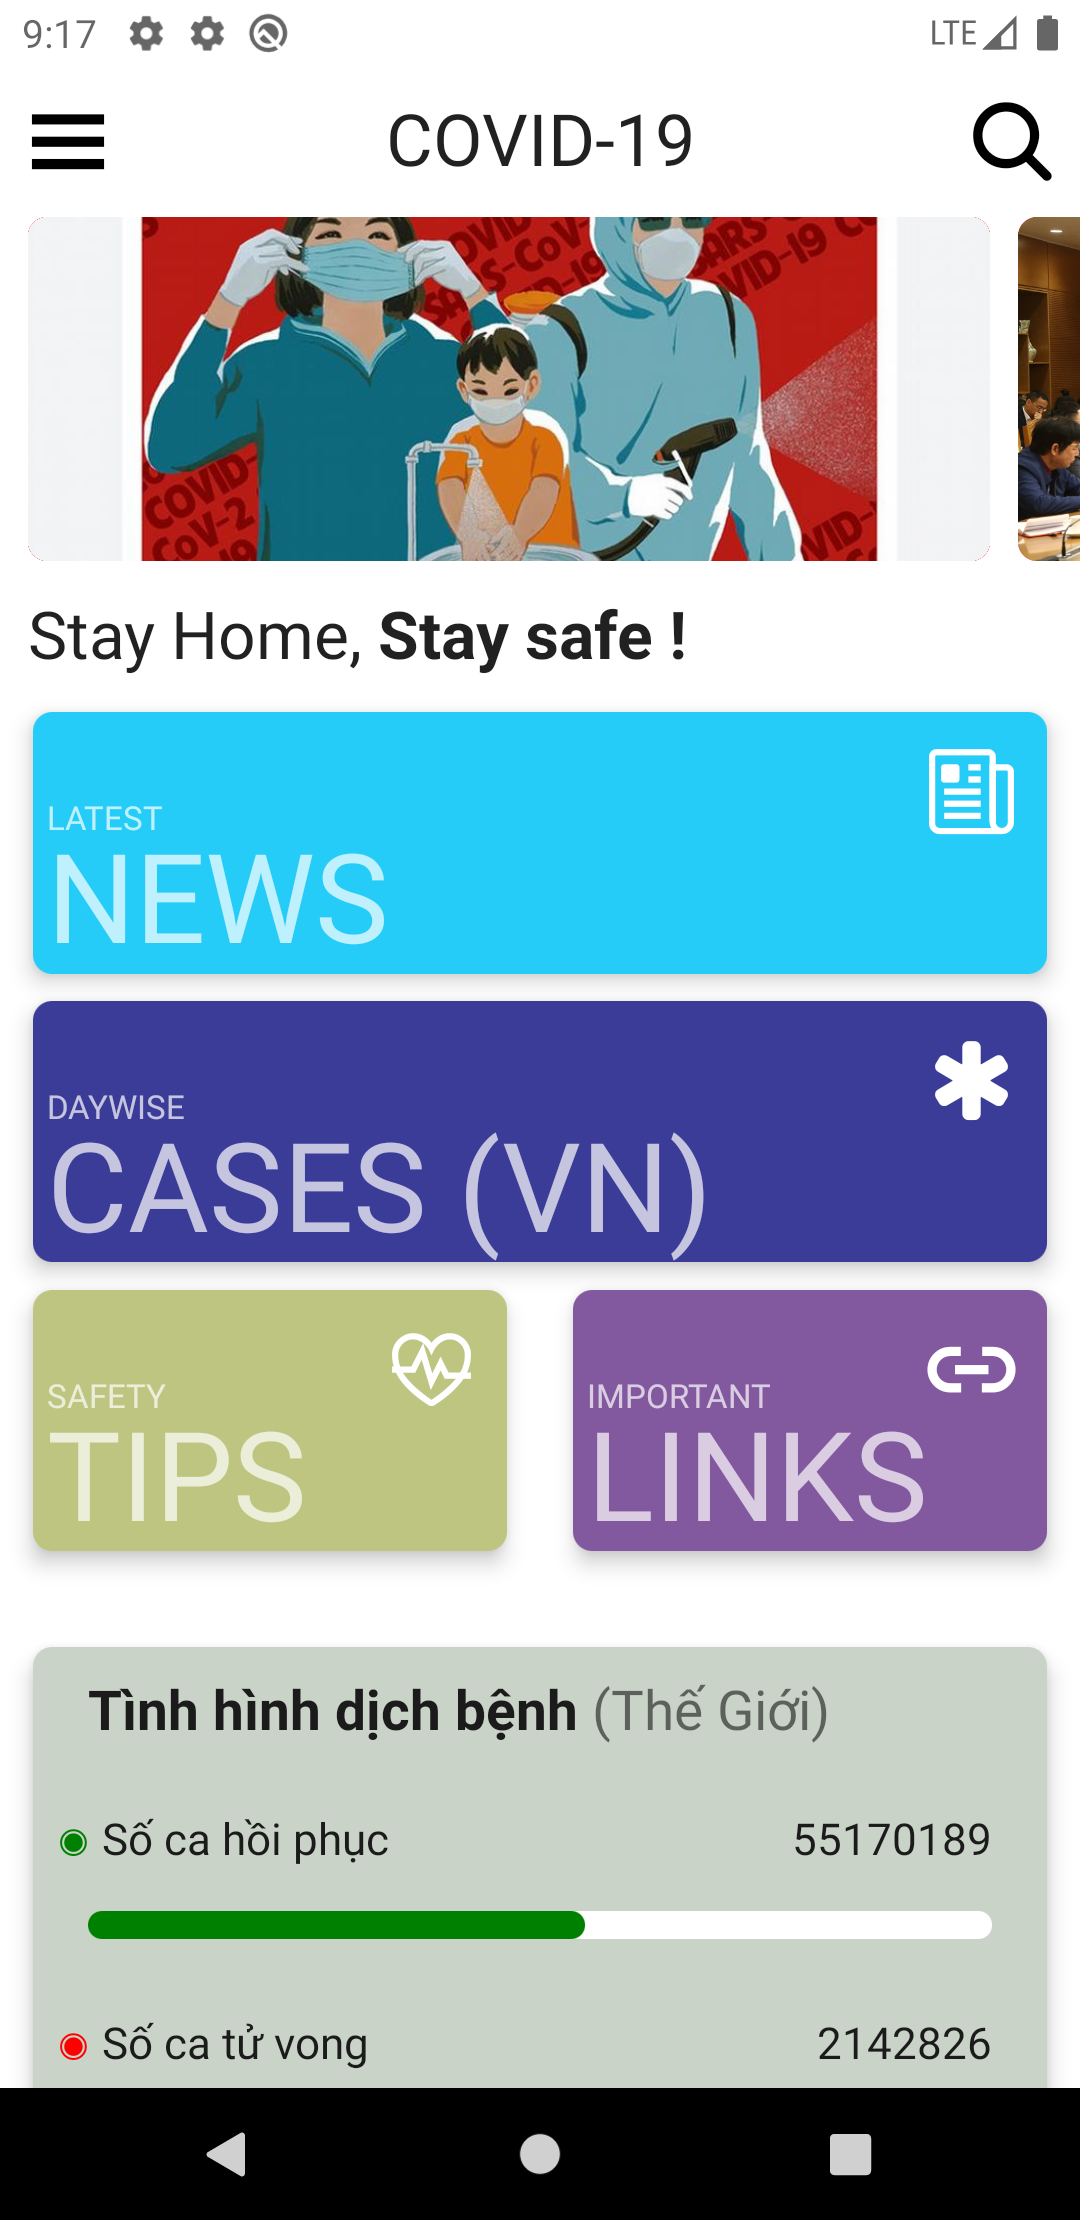 9:17
LTE
COVID-19
COVID
SARS-CoV-
D-19
SARS
COVID-19
COVID
CoV-2
19
VID-
Stay Home, Stay safe !
LATEST
NEWS
DAYWISE
CASES (VN)
SAFETY
TIPS
IMPORTANT
LINKS
Tình hình dịch bệnh (Thế Giới)
Số ca hồi phục 55170189
Số ca tử vong 2142826